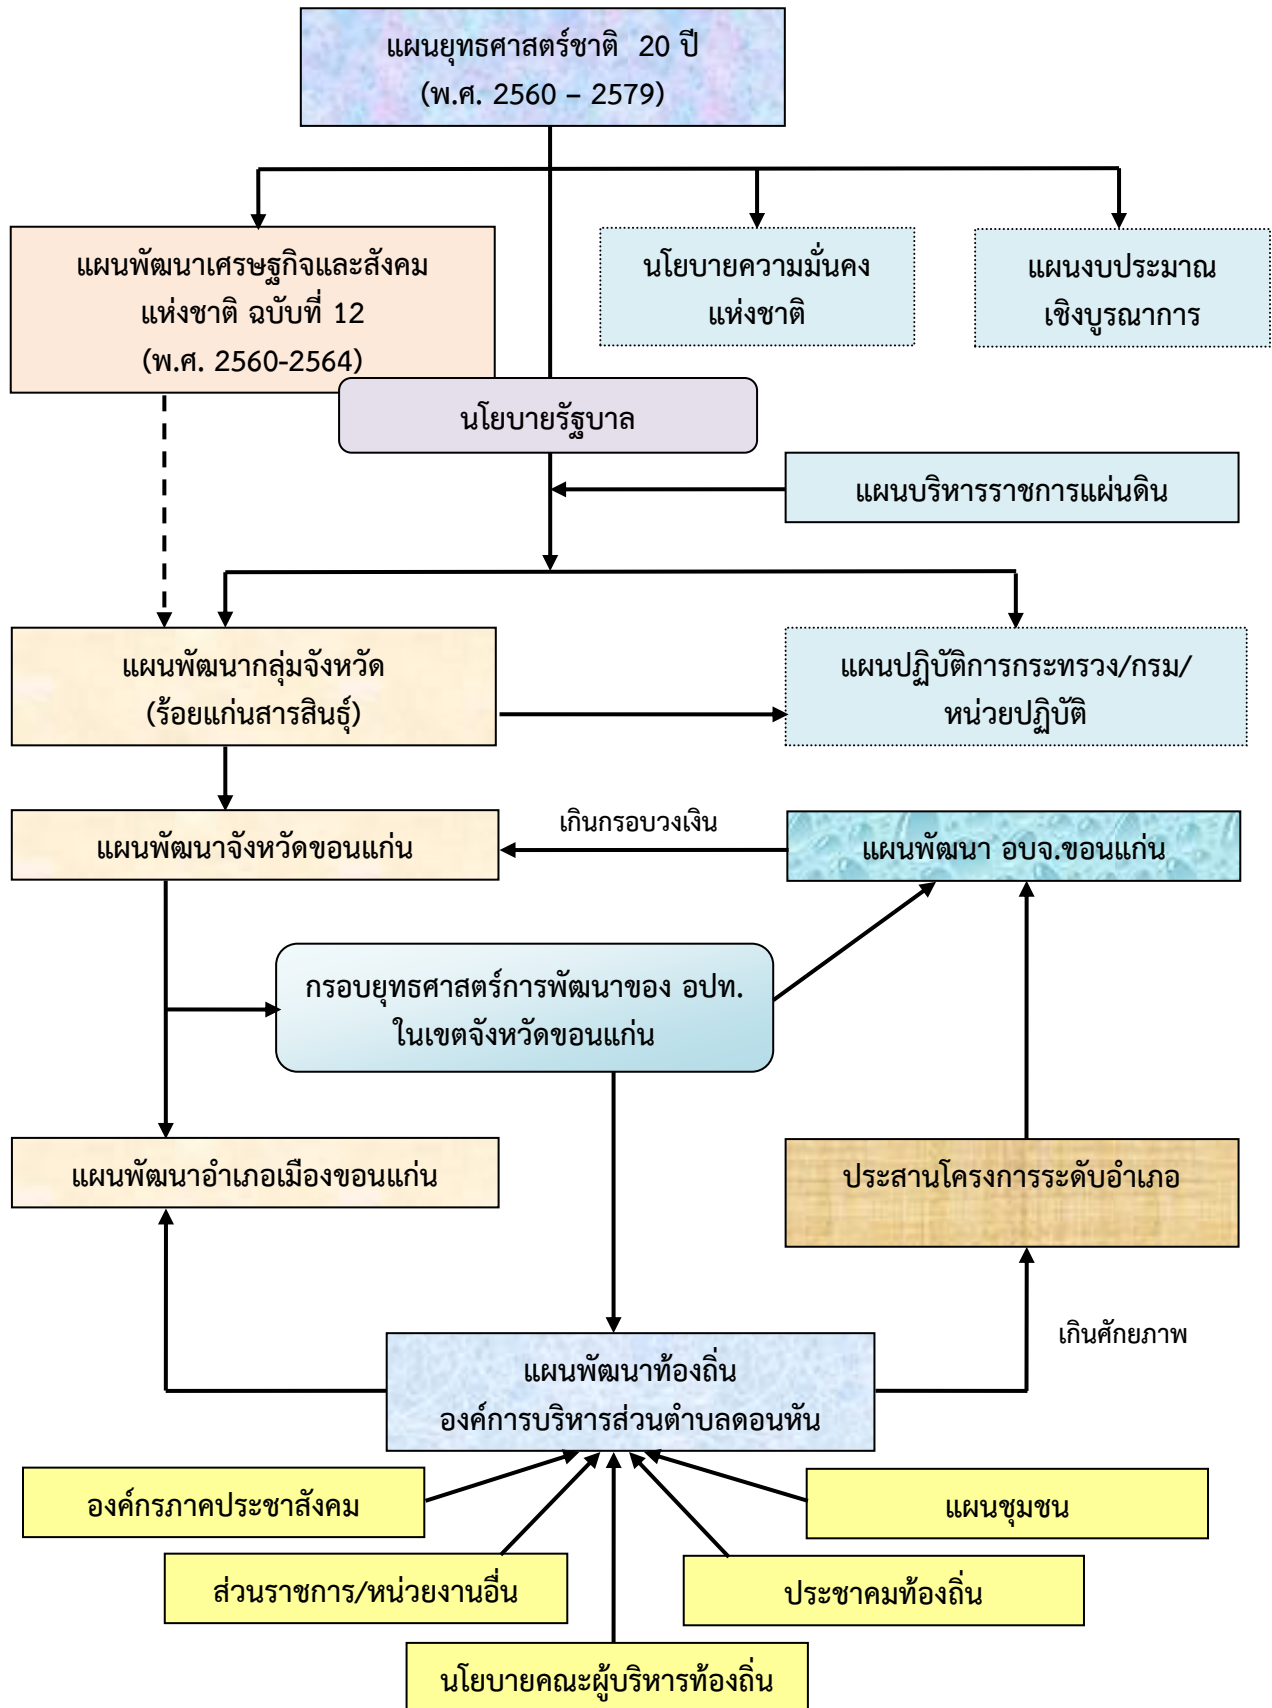 แผนยุทธศาสตร์ชาติ 20 ปี
(พ.ศ. 2560 – 2579)
แผนพัฒนาเศรษฐกิจและสังคม
แห่งชาติ ฉบับที่ 12
(พ.ศ. 2560-2564)
นโยบายความมั่นคง
แห่งชาติ
แผนงบประมาณ
เชิงบูรณาการ
นโยบายรัฐบาล
แผนบริหารราชการแผ่นดิน
แผนพัฒนากลุ่มจังหวัด
(ร้อยแก่นสารสินธุ์)
แผนปฏิบัติการกระทรวง/กรม/
หน่วยปฏิบัติ
แผนพัฒนาจังหวัดขอนแก่น
เกินกรอบวงเงิน
แผนพัฒนา อบจ.ขอนแก่น
กรอบยุทธศาสตร์การพัฒนาของ อปท.
ในเขตจังหวัดขอนแก่น
แผนพัฒนาอำเภอเมืองขอนแก่น
ประสานโครงการระดับอำเภอ
เกินศักยภาพ
แผนพัฒนาท้องถิ่น
องค์การบริหารส่วนตำบลดอนหัน
องค์กรภาคประชาสังคม
แผนชุมชน
ส่วนราชการ/หน่วยงานอื่น
ประชาคมท้องถิ่น
นโยบายคณะผู้บริหารท้องถิ่น